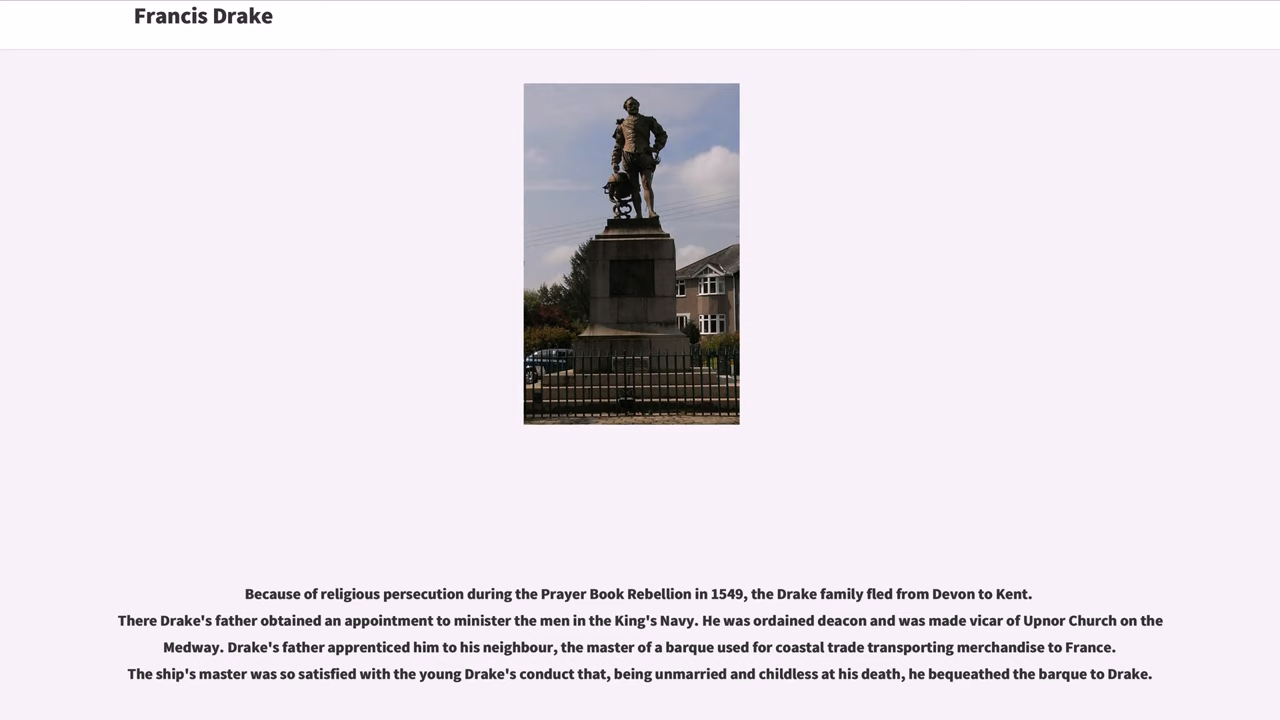 Francis Drake
Because of religious persecution during the Prayer Book Rebellion in 1549, the Drake family fled from Devon to Kent.
There Drake's father obtained an appointment to minister the men in the King's Navy. He was ordained deacon and was made vicar of Upnor Church on the
Medway. Drake's father apprenticed him to his neighbour, the master of a barque used for coastal trade transporting merchandise to France.
The ship's master was so satisfied with the young Drake's conduct that, being unmarried and childless at his death, he bequeathed the barque to Drake.